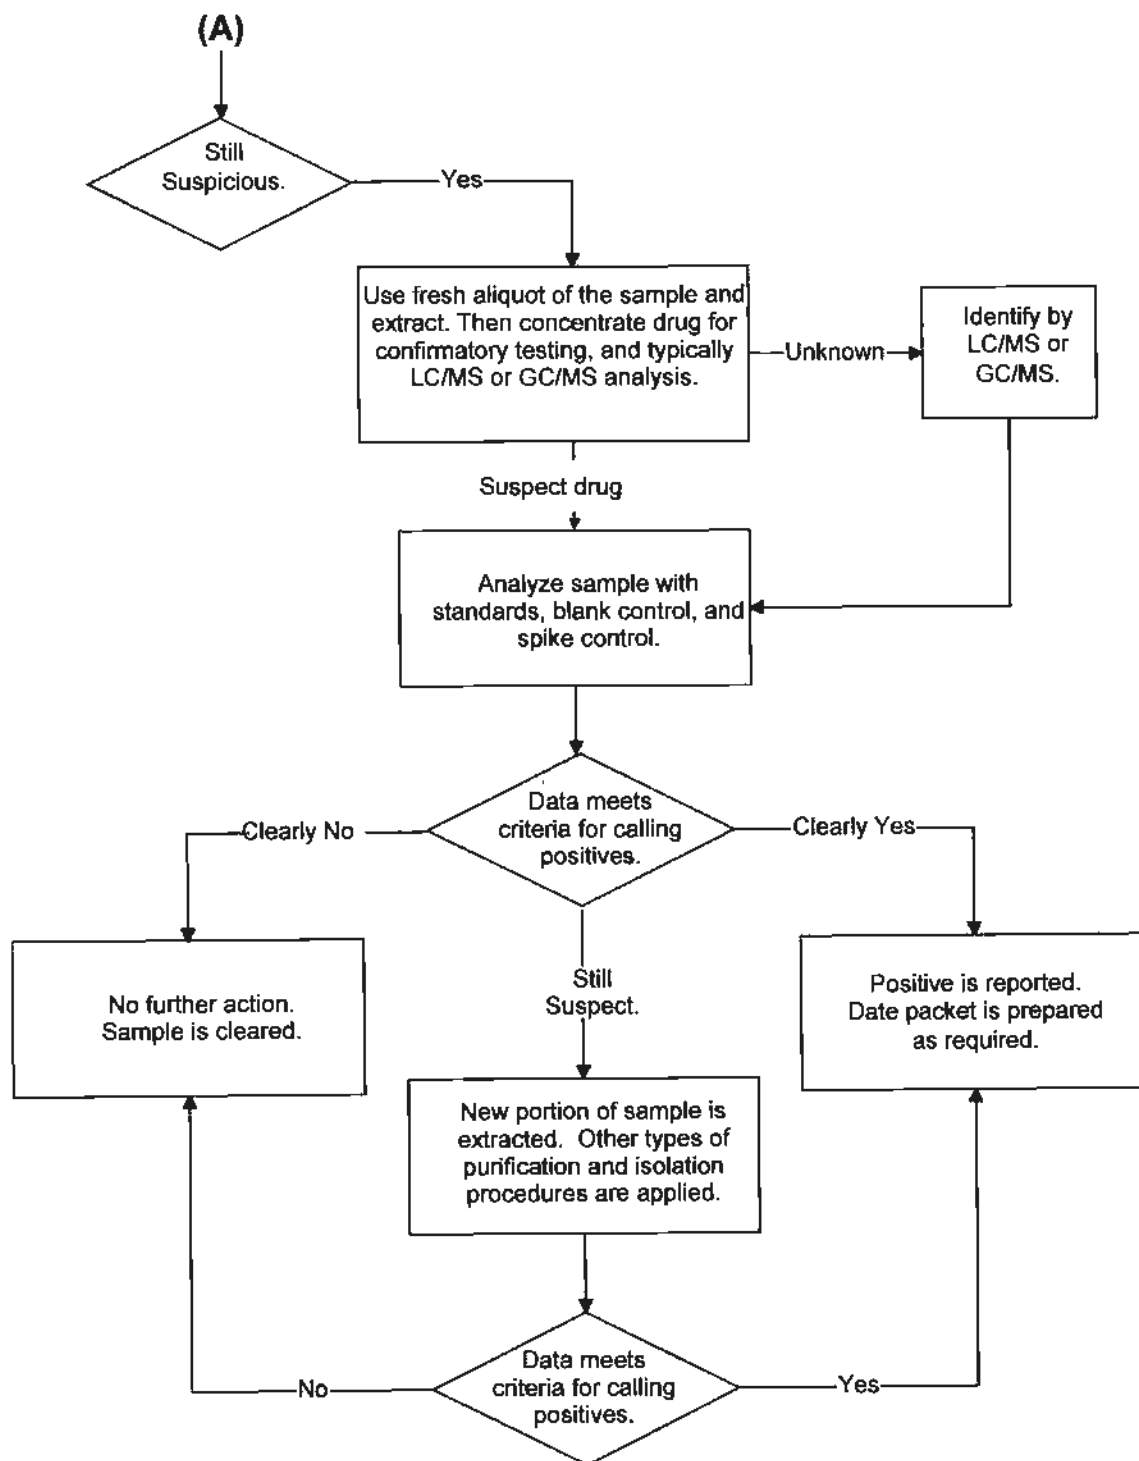 (A)
Still
Suspicious.
Yes
Use fresh aliquot of the sample and
extract. Then concentrate drug for
confirmatory testing, and typically
LC/MS or GC/MS analysis.
Unknown
Identify by
LC/MS or
GC/MS.
Suspect drug
Analyze sample with
standards, blank control, and
spike control.
Data meets
criteria for calling
positives.
Clearly No
Clearly Yes
No further action.
Sample is cleared.
Still
Suspect.
Positive is reported.
Date packet is prepared
as required.
New portion of sample is
extracted. Other types of
purification and isolation
procedures are applied.
Data meets
criteria for calling
positives.
No
Yes